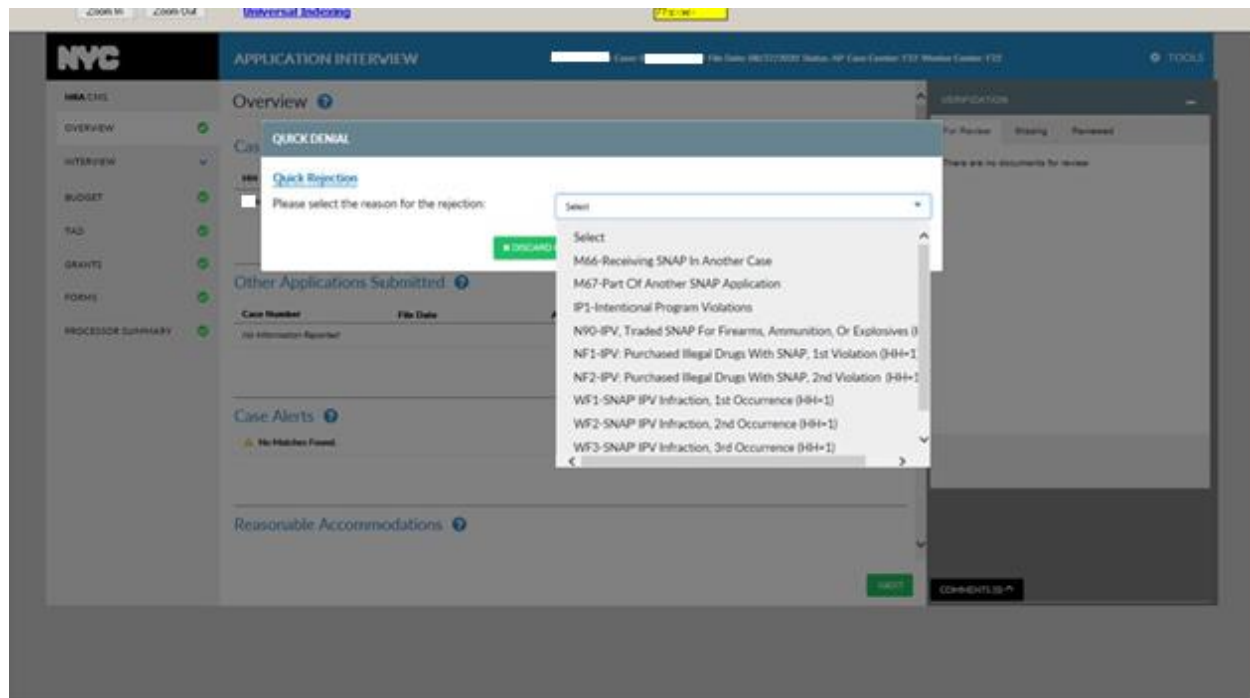 Zoom In Zoom Out Universal Indexing
NYC APPLICATION INTERVIEW TOOLS
HRA CMS
OVERVIEW
INTERVIEW
BUDGET
TAD
GRANTS
FORMS
PROCESSOR SUMMARY
Overview
QUICK DENIAL
Quick Rejection
Please select the reason for the rejection:
Select
DISCARD
Select
M66-Receiving SNAP In Another Case
M67-Part Of Another SNAP Application
IP1-Intentional Program Violations
N90-IPV, Traded SNAP For Firearms, Ammunition, Or Explosives
NF1-IPV: Purchased Illegal Drugs With SNAP, 1st Violation (HH=1
NF2-IPV: Purchased Illegal Drugs With SNAP, 2nd Violation (HH=1
WF1-SNAP IPV Infraction, 1st Occurrence (HH=1)
WF2-SNAP IPV Infraction, 2nd Occurrence (HH=1)
WF3-SNAP IPV Infraction, 3rd Occurrence (HH=1)
Other Applications Submitted
Case Number File Date
No Information Reported
Case Alerts
No Matches Found.
Reasonable Accommodations
NEXT
VERIFICATION
For Review Missing Reviewed
There are no documents for review
COMMENTS